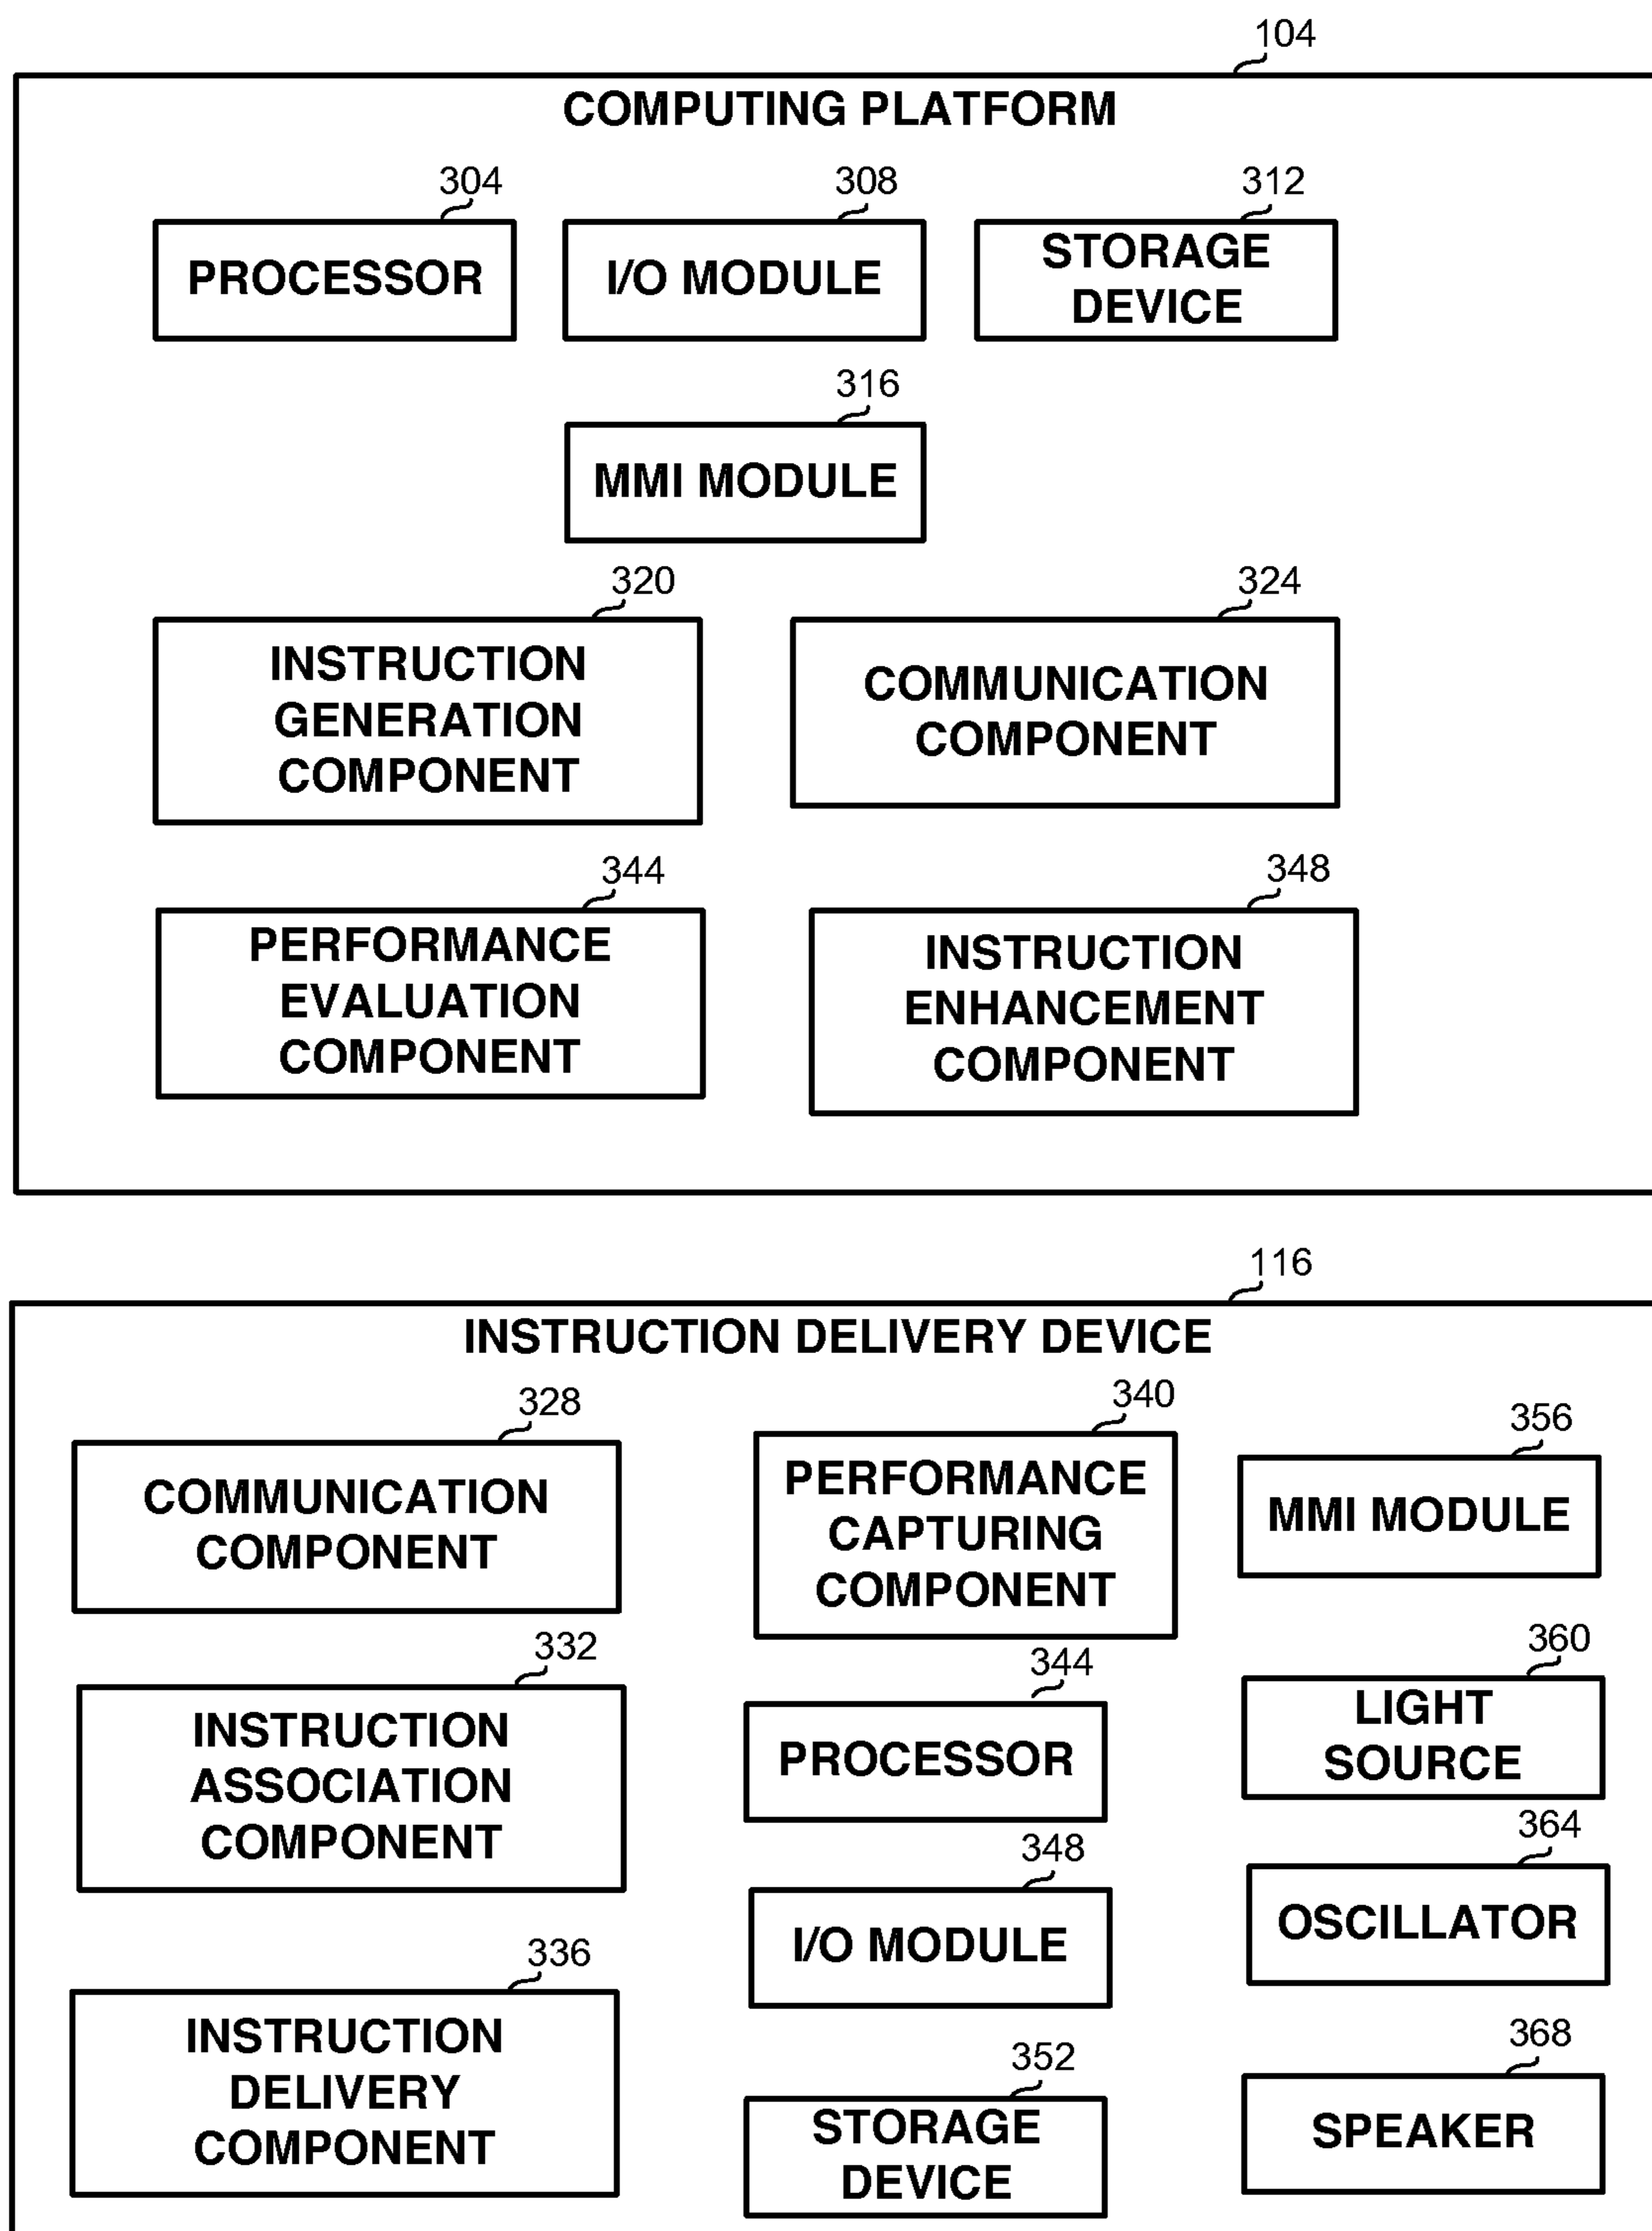 104
COMPUTING PLATFORM
304
308
312
PROCESSOR
I/O MODULE
STORAGE
DEVICE
316
MMI MODULE
320
324
INSTRUCTION
GENERATION
COMPONENT
COMMUNICATION
COMPONENT
344
348
PERFORMANCE
EVALUATION
COMPONENT
INSTRUCTION
ENHANCEMENT
COMPONENT
116
INSTRUCTION DELIVERY DEVICE
328
COMMUNICATION
COMPONENT
332
INSTRUCTION
ASSOCIATION
COMPONENT
336
INSTRUCTION
DELIVERY
COMPONENT
340
PERFORMANCE
CAPTURING
COMPONENT
344
PROCESSOR
348
I/O MODULE
352
STORAGE
DEVICE
356
MMI MODULE
360
LIGHT
SOURCE
364
OSCILLATOR
368
SPEAKER